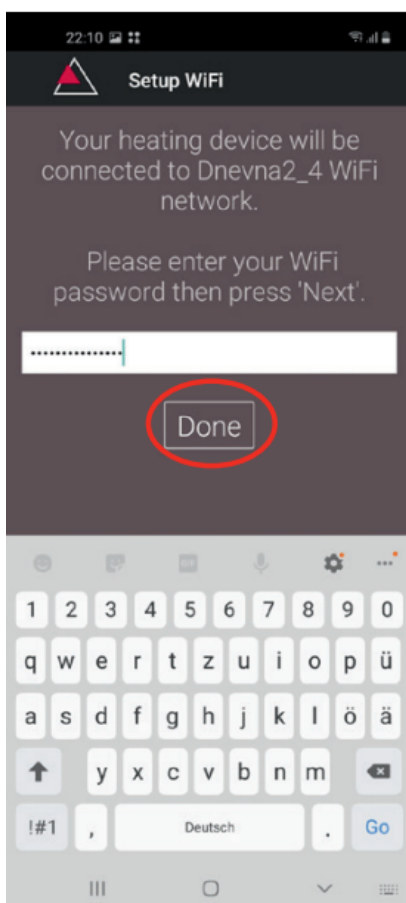 22:10
Setup WiFi
Your heating device will be
connected to Dnevna2_4 WiFi
network.
Please enter your WiFi
password then press 'Next'.
•••••••••••••••
Done
GIF
1 2 3 4 5 6 7 8 9 0
q w e r t z u i o p ü
a s d f g h j k l ö ä
y x c v b n m
!#1 , Deutsch . Go